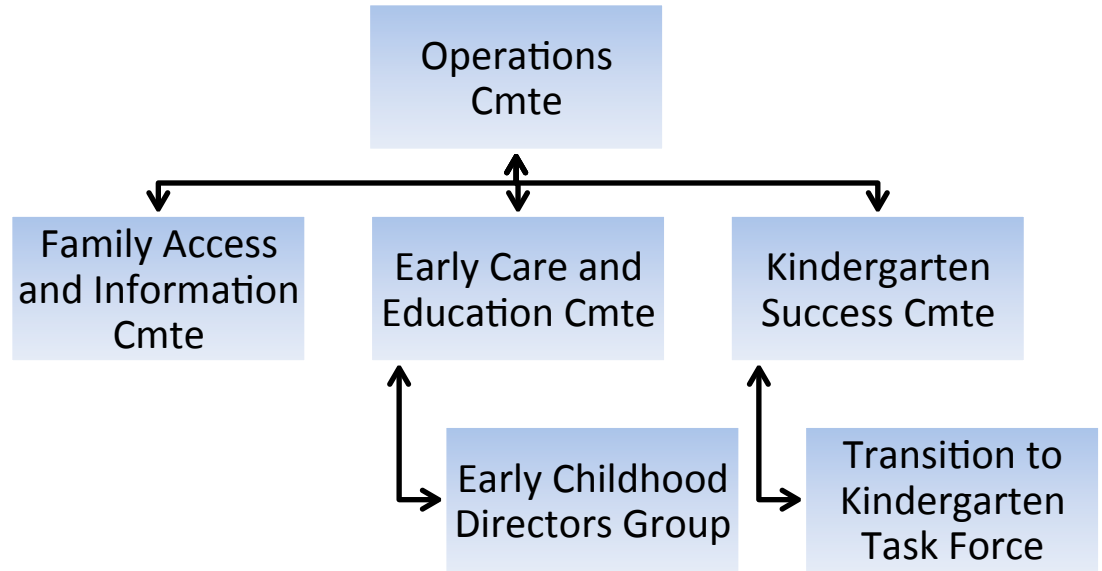 Operations
Cmte
Family Access
and Information
Cmte
Early Care and
Education Cmte
Kindergarten
Success Cmte
Early Childhood
Directors Group
Transition to
Kindergarten
Task Force